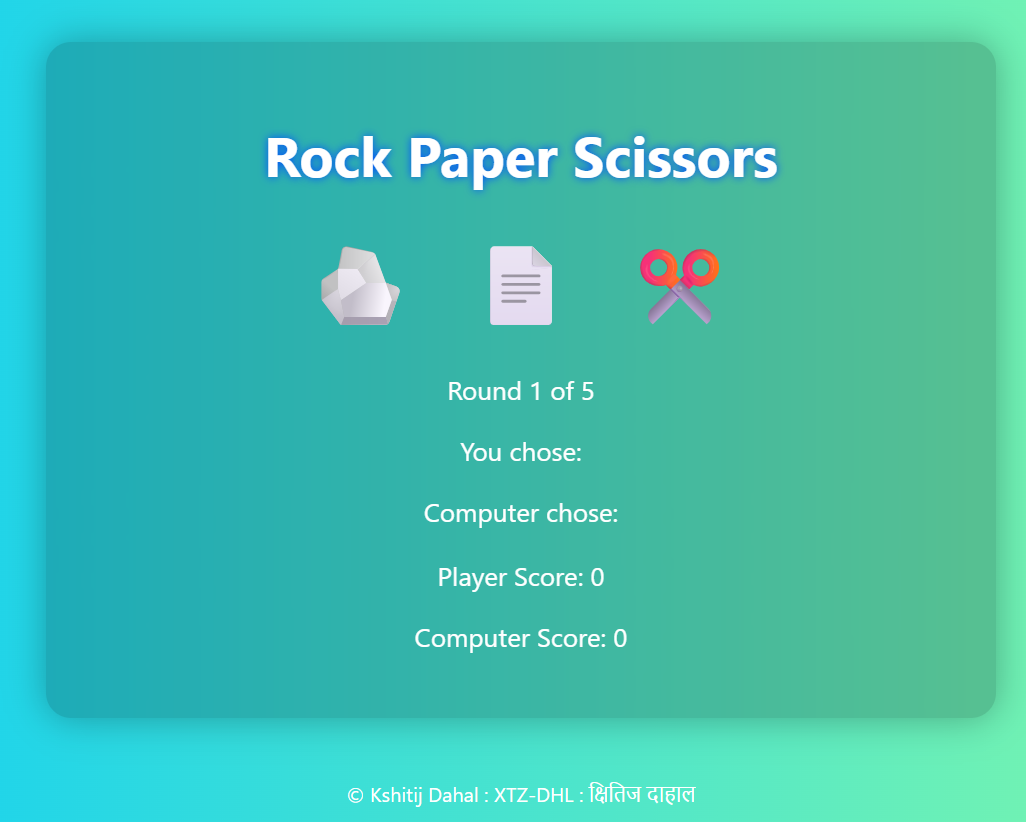 Rock Paper Scissors
Round 1 of 5
You chose:
Computer chose:
Player Score: 0
Computer Score: 0
© Kshitij Dahal : XTZ-DHL : क्षितिज दाहाल